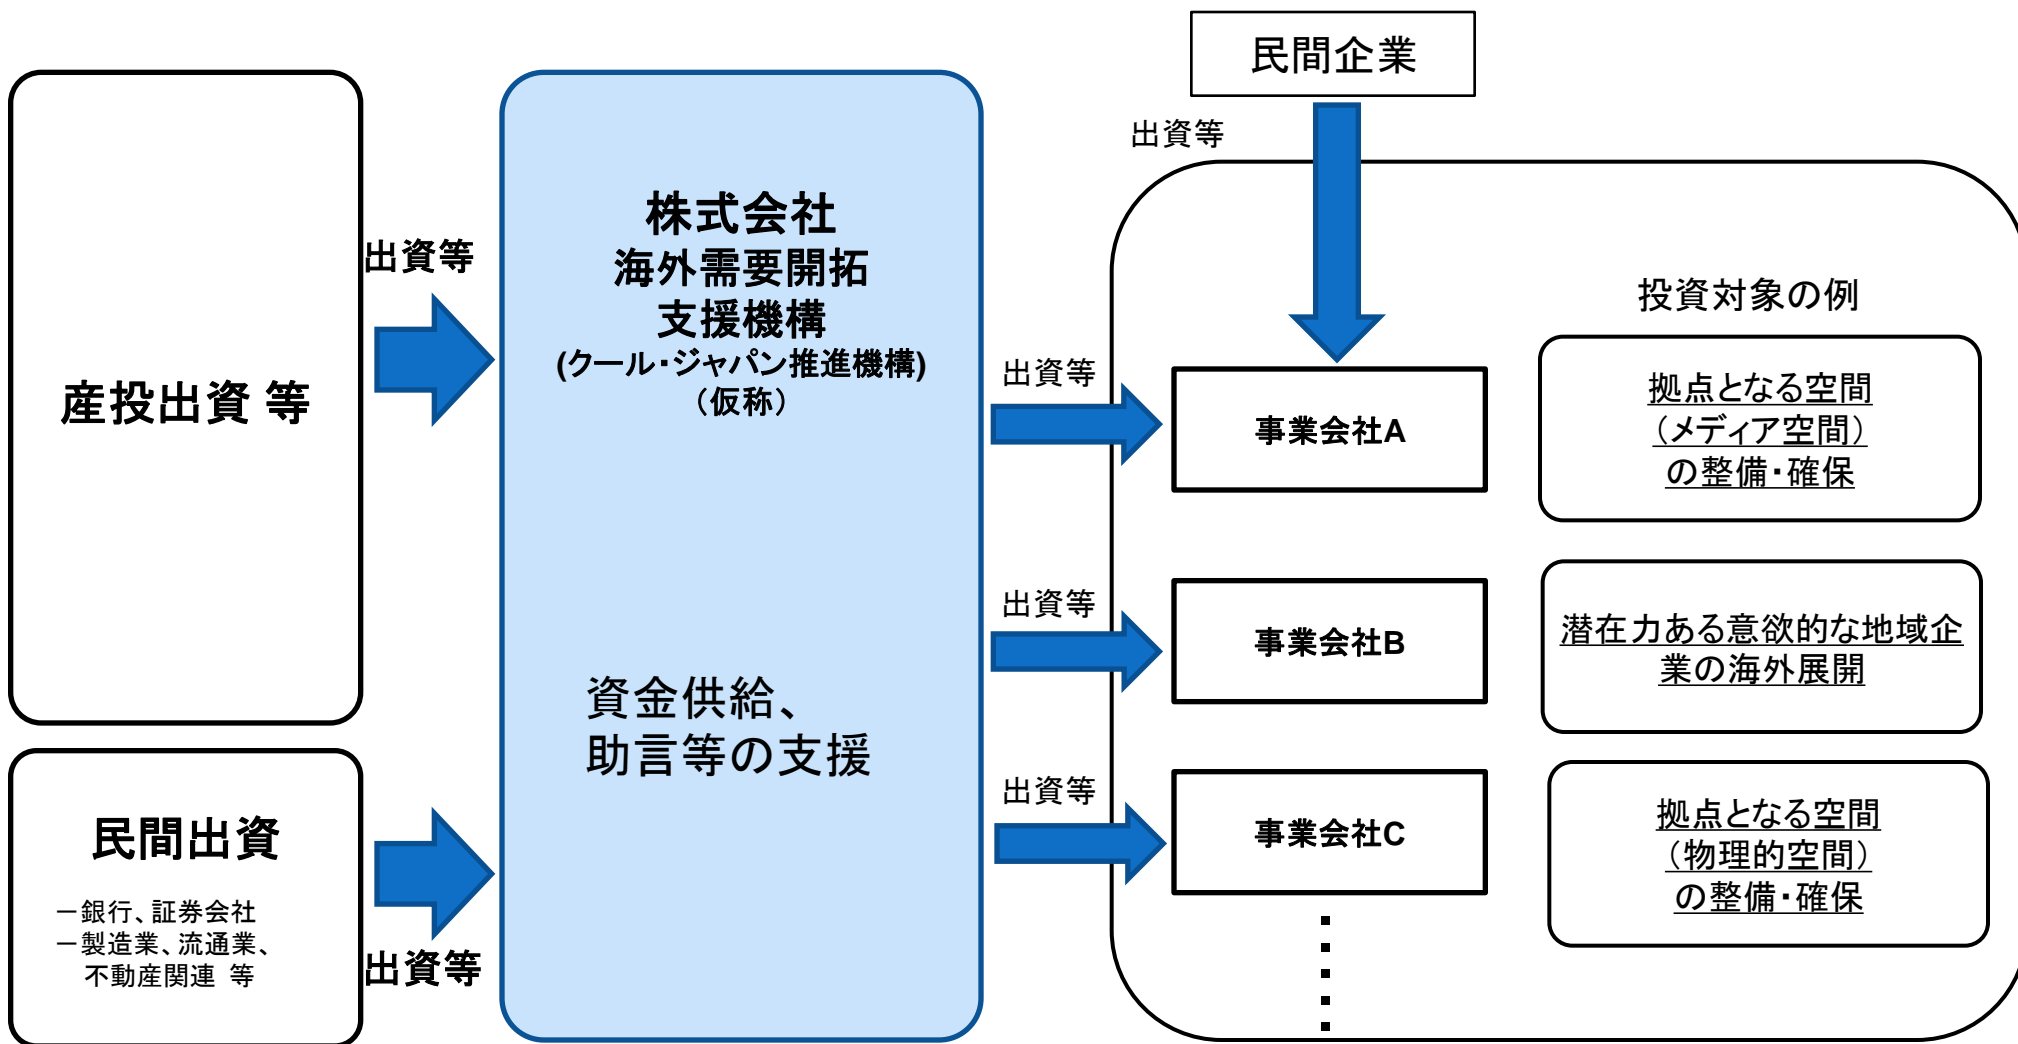 民間企業
出資等
産投出資 等
出資等
株式会社
海外需要開拓
支援機構
(クール・ジャパン推進機構)
（仮称）
資金供給、
助言等の支援
民間出資
－銀行、証券会社
－製造業、流通業、
不動産関連 等
出資等
投資対象の例
出資等
事業会社A
拠点となる空間
（メディア空間）
の整備・確保
出資等
事業会社B
潜在力ある意欲的な地域企
業の海外展開
出資等
事業会社C
拠点となる空間
（物理的空間）
の整備・確保